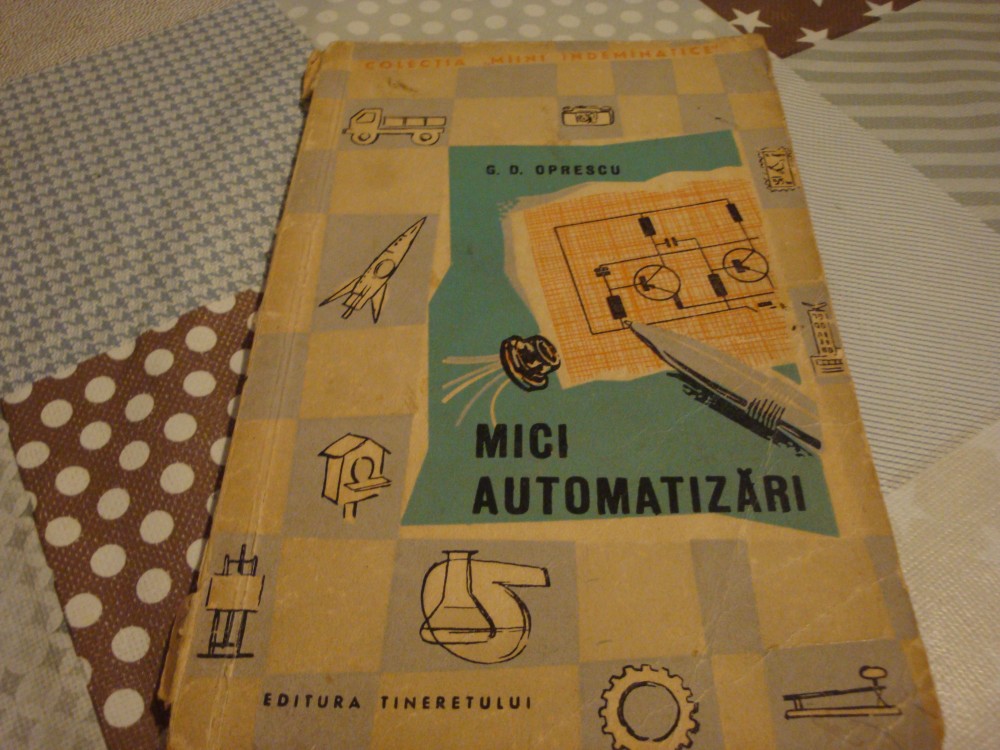 COLECȚIA "MÎINI ÎNDEMÎNATICE"
G. D. OPRESCU
MICI
AUTOMATIZĂRI
EDITURA TINERETULUI